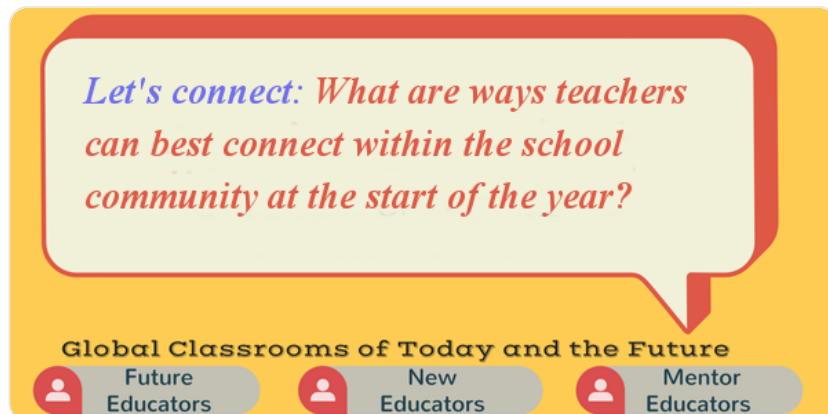 Let's connect: What are ways teachers
can best connect within the school
community at the start of the year?
Global Classrooms of Today and the Future
Future
Educators
New
Educators
Mentor
Educators